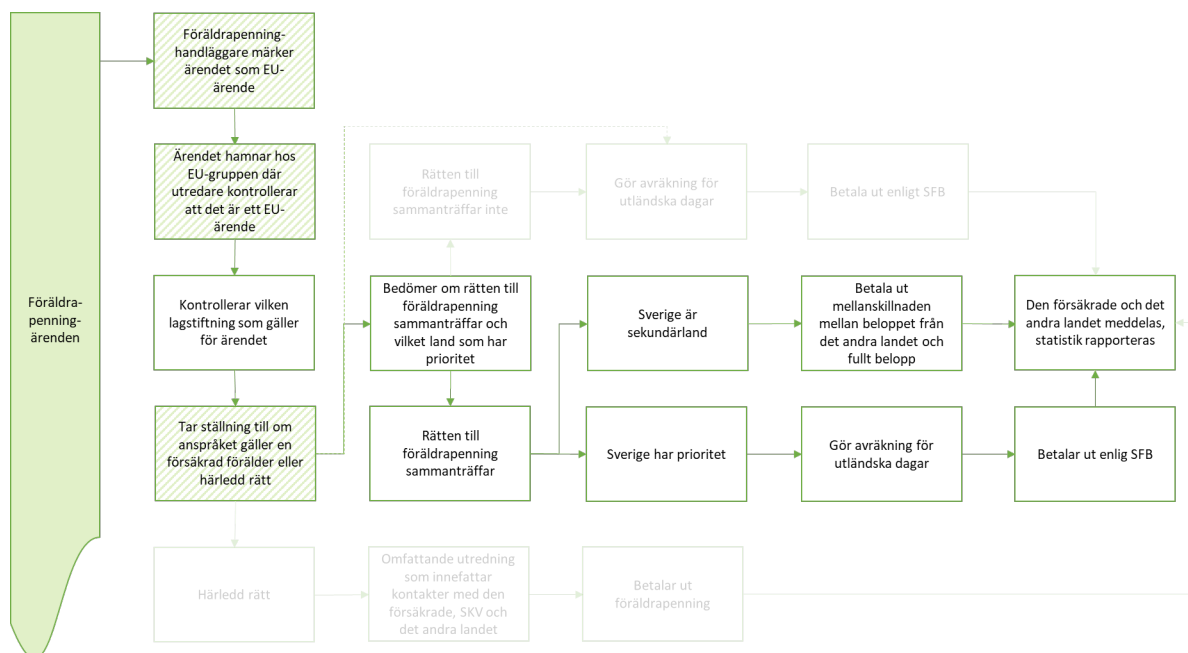 Föräldrapenning-
handläggare märker
ärendet som EU-
ärende
Ärendet hamnar hos
EU-gruppen där
utredare kontrollerar
att det är ett EU-
ärende
Rätten till
föräldrapenning
sammanträffar inte
Gör avräkning för
utländska dagar
Betala ut enligt SFB
Föräldra-
penning-
ärenden
Kontrollerar vilken
lagstiftning som gäller
för ärendet
Bedömer om rätten till
föräldrapenning
sammanträffar och
vilket land som har
prioritet
Sverige är
sekundärland
Betala ut
mellanskillnaden
mellan beloppet från
det andra landet och
fullt belopp
Den försäkrade och det
andra landet meddelas,
statistik rapporteras
Tar ställning till om
anspråket gäller en
försäkrad förälder eller
härledd rätt
Rätten till
föräldrapenning
sammanträffar
Sverige har prioritet
Gör avräkning för
utländska dagar
Betalar ut enlig SFB
Härledd rätt
Omfattande utredning
som innefattar
kontakter med den
försäkrade, SKV och
det andra landet
Betalar ut
föräldrapenning